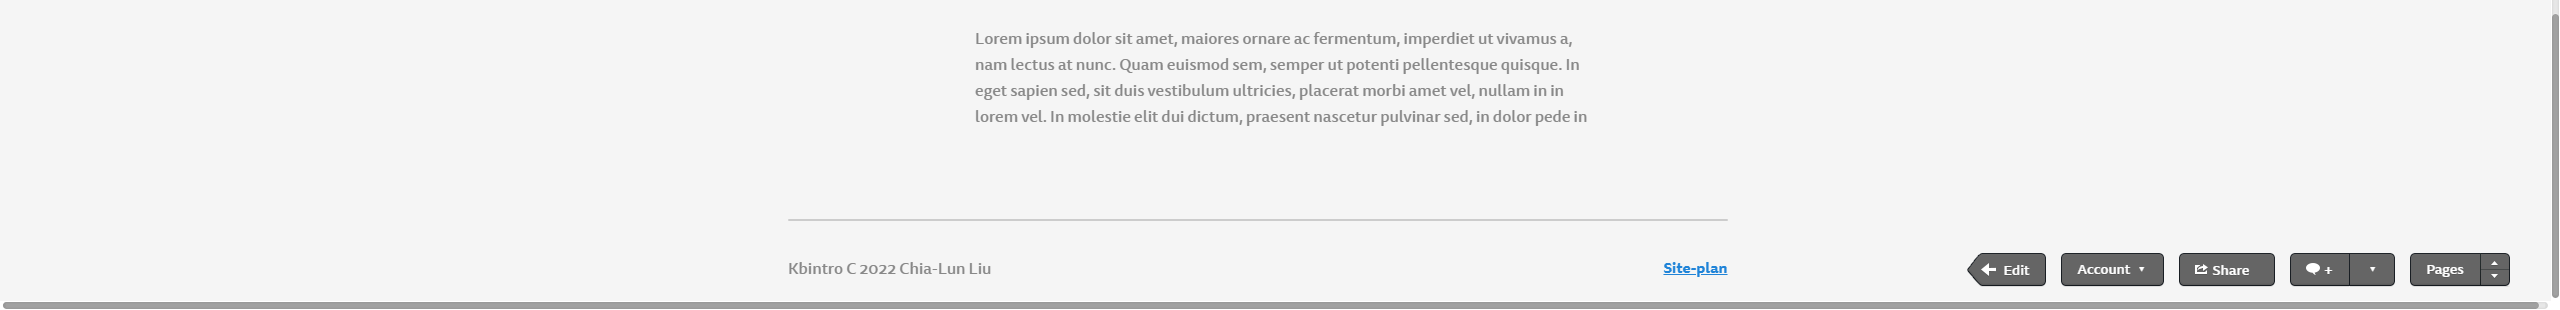 Lorem ipsum dolor sit amet, maiores ornare ac fermentum, imperdiet ut vivamus a,
nam lectus at nunc. Quam euismod sem, semper ut potenti pellentesque quisque. In
eget sapien sed, sit duis vestibulum ultricies, placerat morbi amet vel, nullam in in
lorem vel. In molestie elit dui dictum, praesent nascetur pulvinar sed, in dolor pede in
Kbintro C 2022 Chia-Lun Liu
Site-plan
Edit
Account
Share
+
Pages